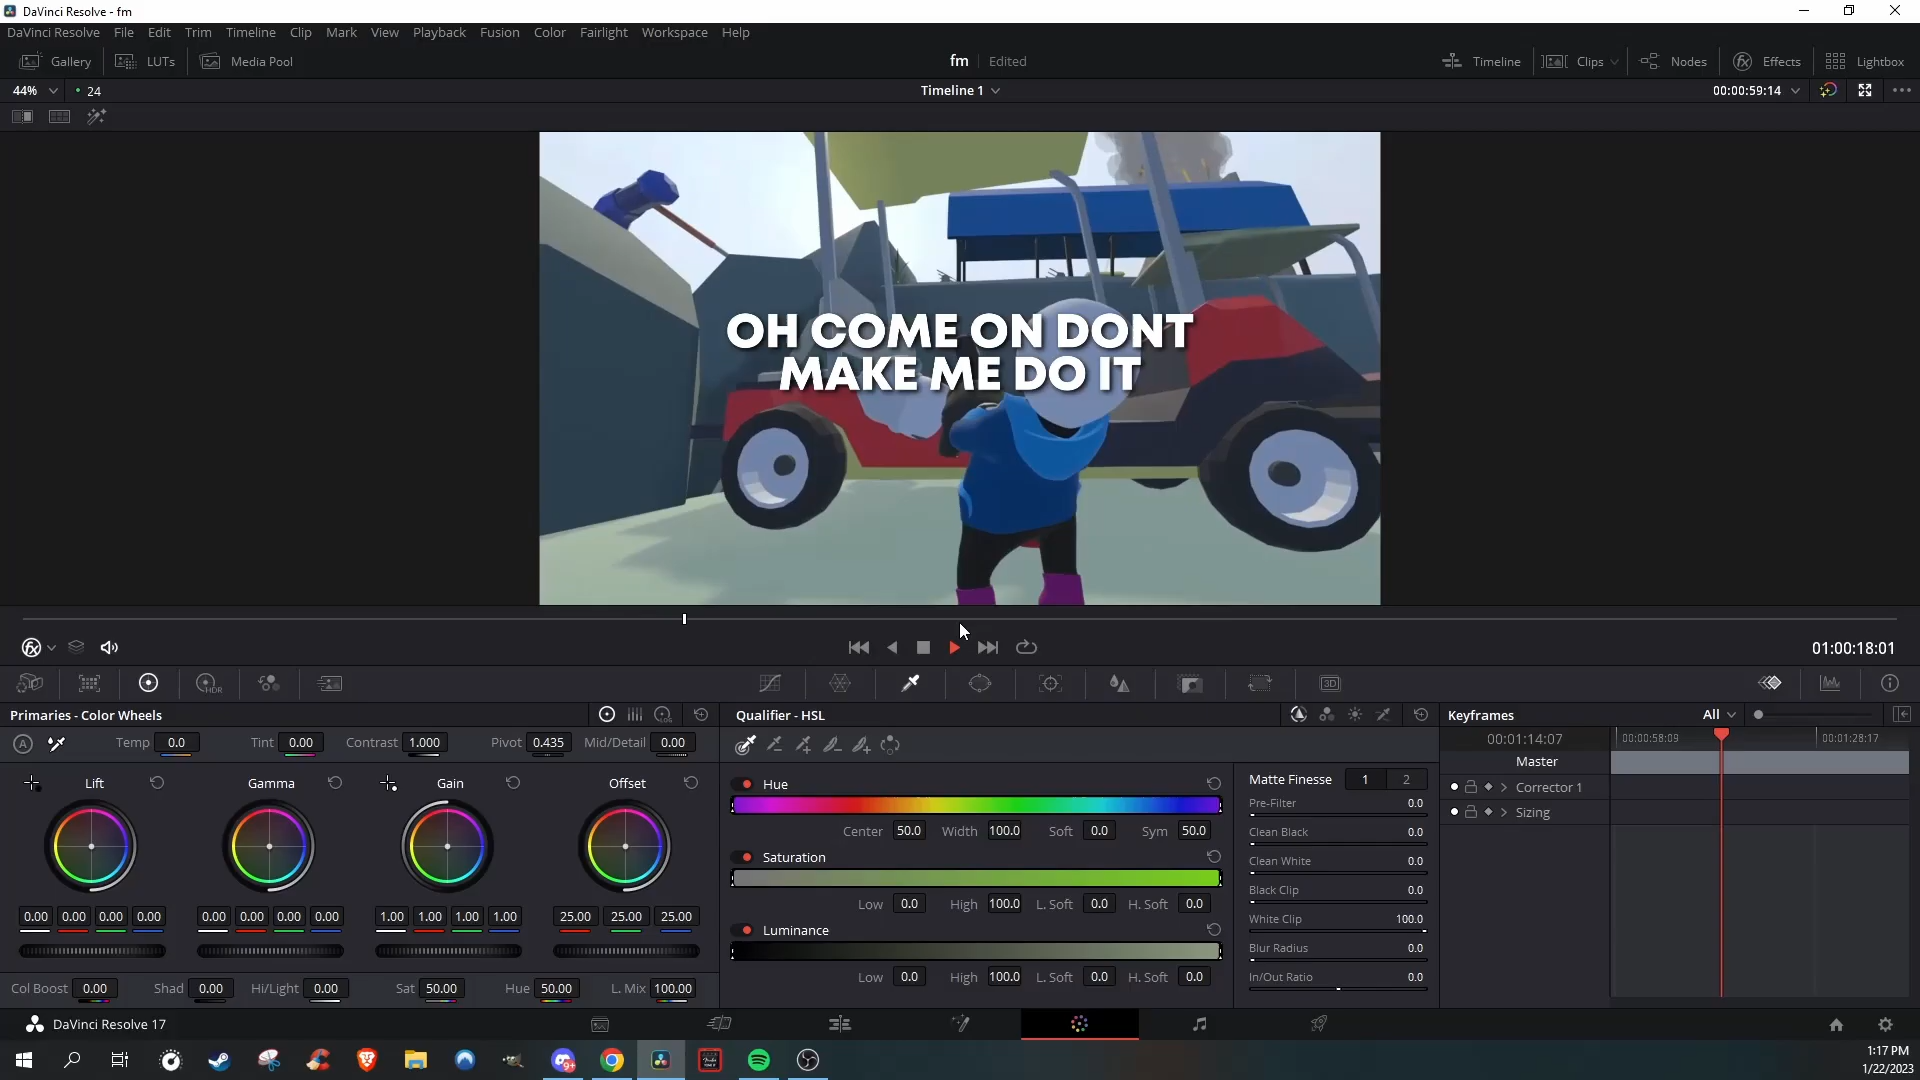 DaVinci Resolve - fm
DaVinci Resolve File Edit Trim Timeline Clip Mark View Playback Fusion Color Fairlight Workspace Help
Gallery LUTs Media Pool fm Edited Timeline Clips Nodes Effects Lightbox
44% 24 Timeline 1 00:00:59:14
OH COME ON DONT
MAKE ME DO IT
01:00:18:01
HDR 3D
Primaries - Color Wheels LOG Qualifier - HSL Keyframes All
A Temp 0.0 Tint 0.00 Contrast 1.000 Pivot 0.435 Mid/Detail 0.00
00:01:14:07 00:00:58:09 00:01:28:17
Master
Lift Gamma Gain Offset Hue Matte Finesse 1 2 Corrector 1
Pre-Filter 0.0 Sizing
Center 50.0 Width 100.0 Soft 0.0 Sym 50.0 Clean Black 0.0
Saturation Clean White 0.0
Low 0.0 High 100.0 L. Soft 0.0 H. Soft 0.0 Black Clip 0.0
0.00 0.00 0.00 0.00 0.00 0.00 0.00 0.00 1.00 1.00 1.00 1.00 25.00 25.00 25.00 White Clip 100.0
Luminance Blur Radius 0.0
Low 0.0 High 100.0 L. Soft 0.0 H. Soft 0.0 In/Out Ratio 0.0
Col Boost 0.00 Shad 0.00 Hi/Light 0.00 Sat 50.00 Hue 50.00 L. Mix 100.00
DaVinci Resolve 17
9+
1:17 PM
1/22/2023